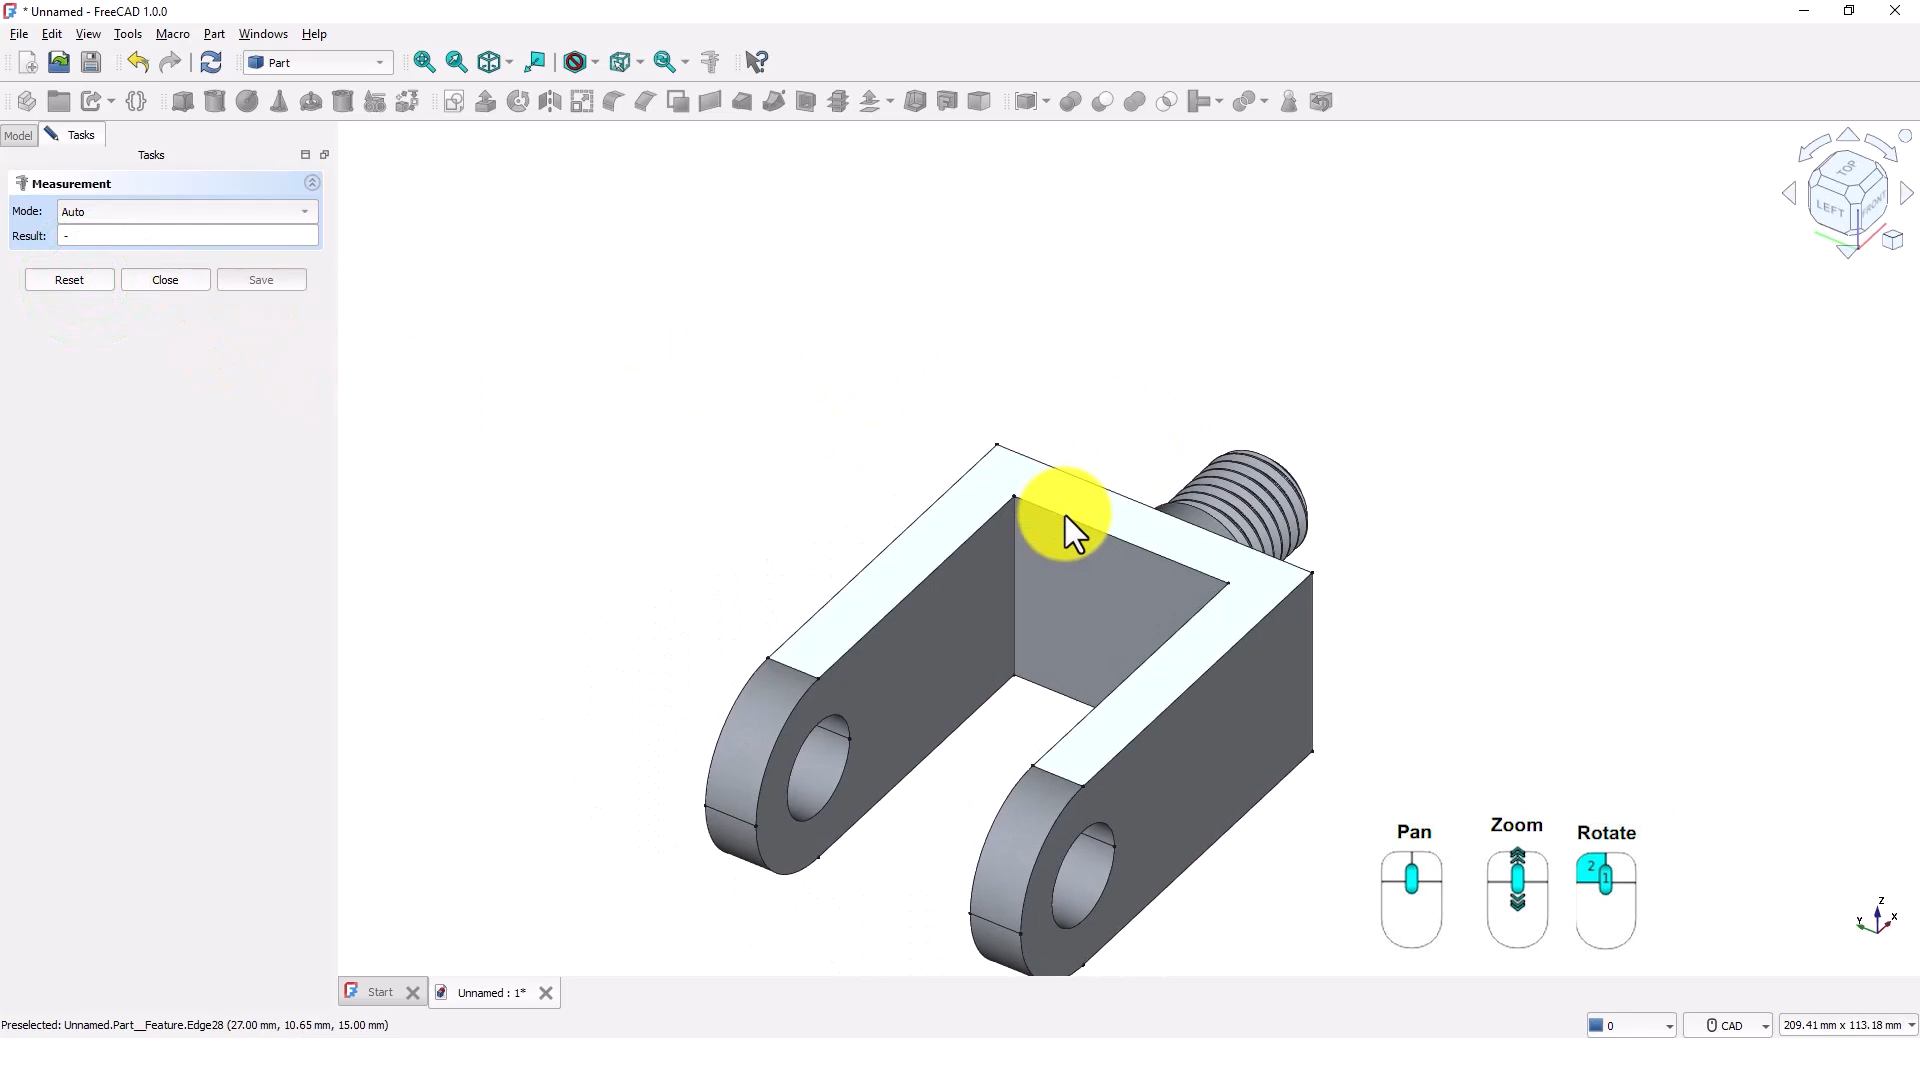 * Unnamed - FreeCAD 1.0.0
File Edit View Tools Macro Part Windows Help
Part
Model Tasks
Tasks
Measurement
Mode: Auto
Result: -
Reset Close Save
TOP
LEFT FRONT
Pan Zoom Rotate
2 1
Z
Y X
Start Unnamed : 1*
Preselected: Unnamed.Part__Feature.Edge28 (27.00 mm, 10.65 mm, 15.00 mm)
0 CAD 209.41 mm x 113.18 mm